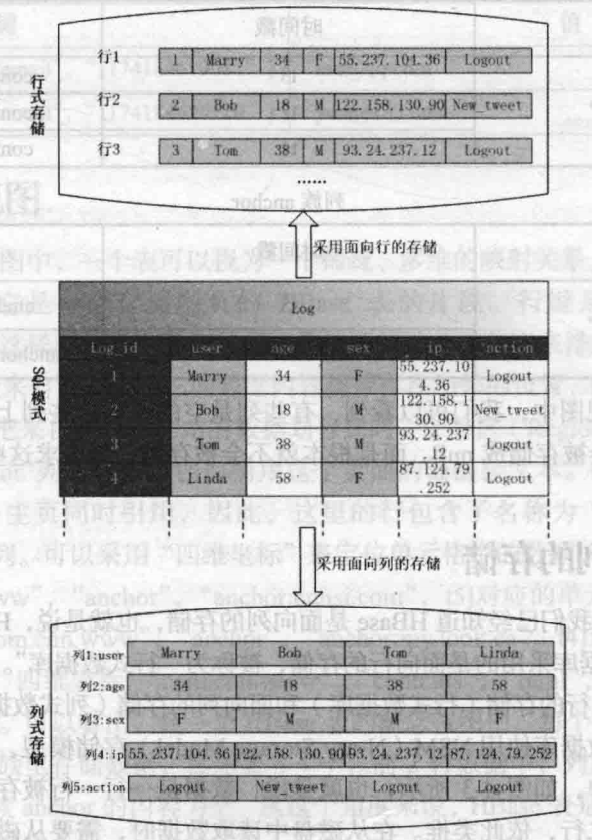 行式存储
行1 1 Marry 34 F 55.237.104.36 Logout
行2 2 Bob 18 M 122.158.130.90 New_tweet
行3 3 Tom 38 M 93.24.237.12 Logout
......
采用面向行的存储
SQL模式
Log
Log_id user age sex ip action
1 Marry 34 F 55.237.104.36 Logout
2 Bob 18 M 122.158.130.90 New_tweet
3 Tom 38 M 93.24.237.12 Logout
4 Linda 58 F 87.124.79.252 Logout
采用面向列的存储
列式存储
列1:user Marry Bob Tom Linda
列2:age 34 18 38 58
列3:sex F M M F
列4:ip 55.237.104.36 122.158.130.90 93.24.237.12 87.124.79.252
列5:action Logout New_tweet Logout Logout